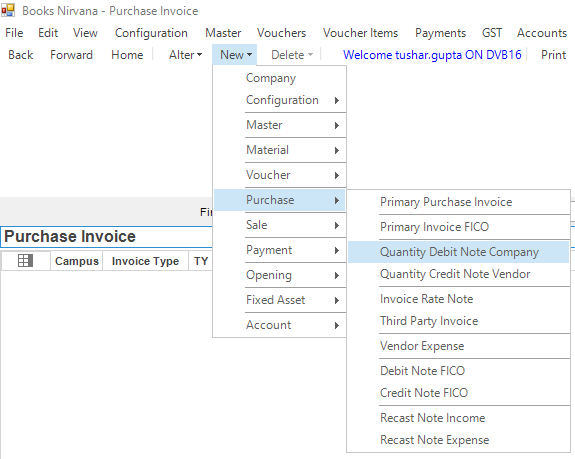 Books Nirvana - Purchase Invoice
File Edit View Configuration Master Vouchers Voucher Items Payments GST Accounts
Back Forward Alter New Delete Welcome tushar.gupta ON DVB16 Print
Company
Configuration
Master
Material
Voucher
Purchase
Sale
Payment
Opening
Fixed Asset
Account
Primary Purchase Invoice
Primary Invoice FICO
Quantity Debit Note Company
Quantity Credit Note Vendor
Invoice Rate Note
Third Party Invoice
Vendor Expense
Debit Note FICO
Credit Note FICO
Recast Note Income
Recast Note Expense
Purchase Invoice
Campus Invoice Type TY